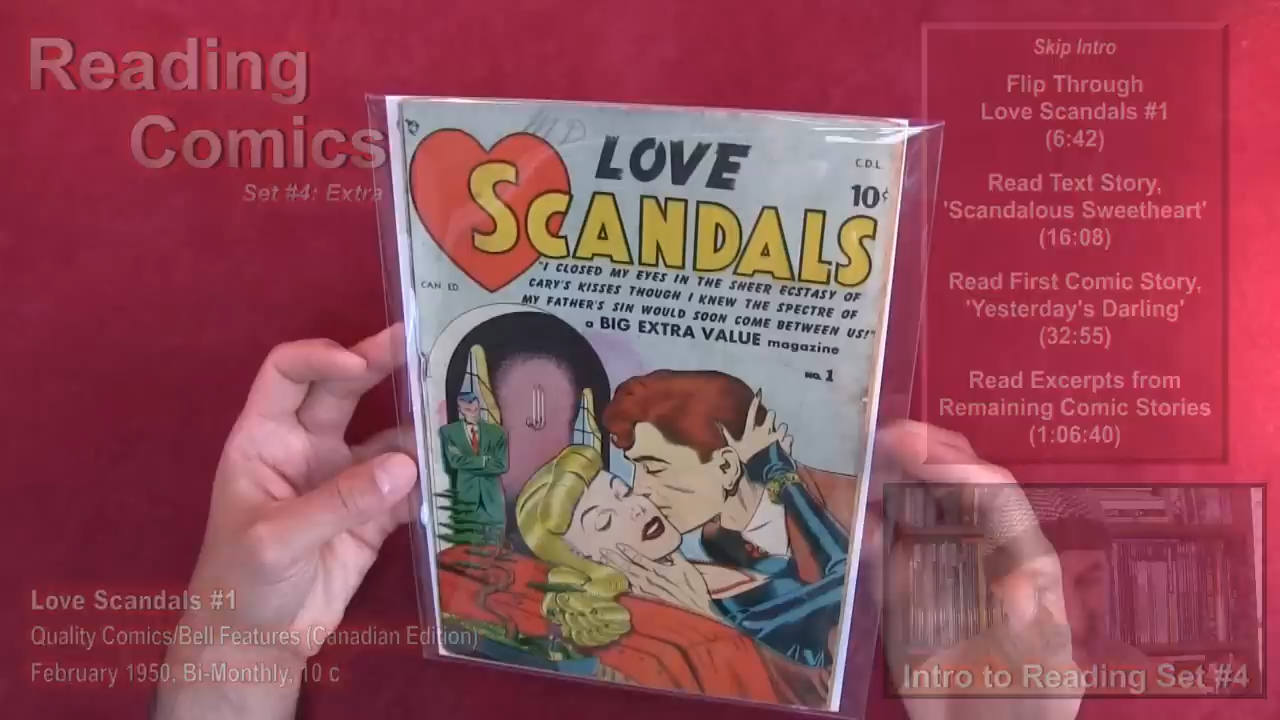 Reading
Comics
Set #4: Extra
LOVE
SCANDALS
C.D.L.
10¢
CAN ED.
"I CLOSED MY EYES IN THE SHEER ECSTASY OF
CARY'S KISSES THOUGH I KNEW THE SPECTRE OF
MY FATHER'S SIN WOULD SOON COME BETWEEN US!"
a BIG EXTRA VALUE magazine
NO. 1
Skip Intro
Flip Through
Love Scandals #1
(6:42)
Read Text Story,
'Scandalous Sweetheart'
(16:08)
Read First Comic Story,
'Yesterday's Darling'
(32:55)
Read Excerpts from
Remaining Comic Stories
(1:06:40)
Love Scandals #1
Quality Comics/Bell Features (Canadian Edition)
February 1950, Bi-Monthly, 10 c
Intro to Reading Set #4